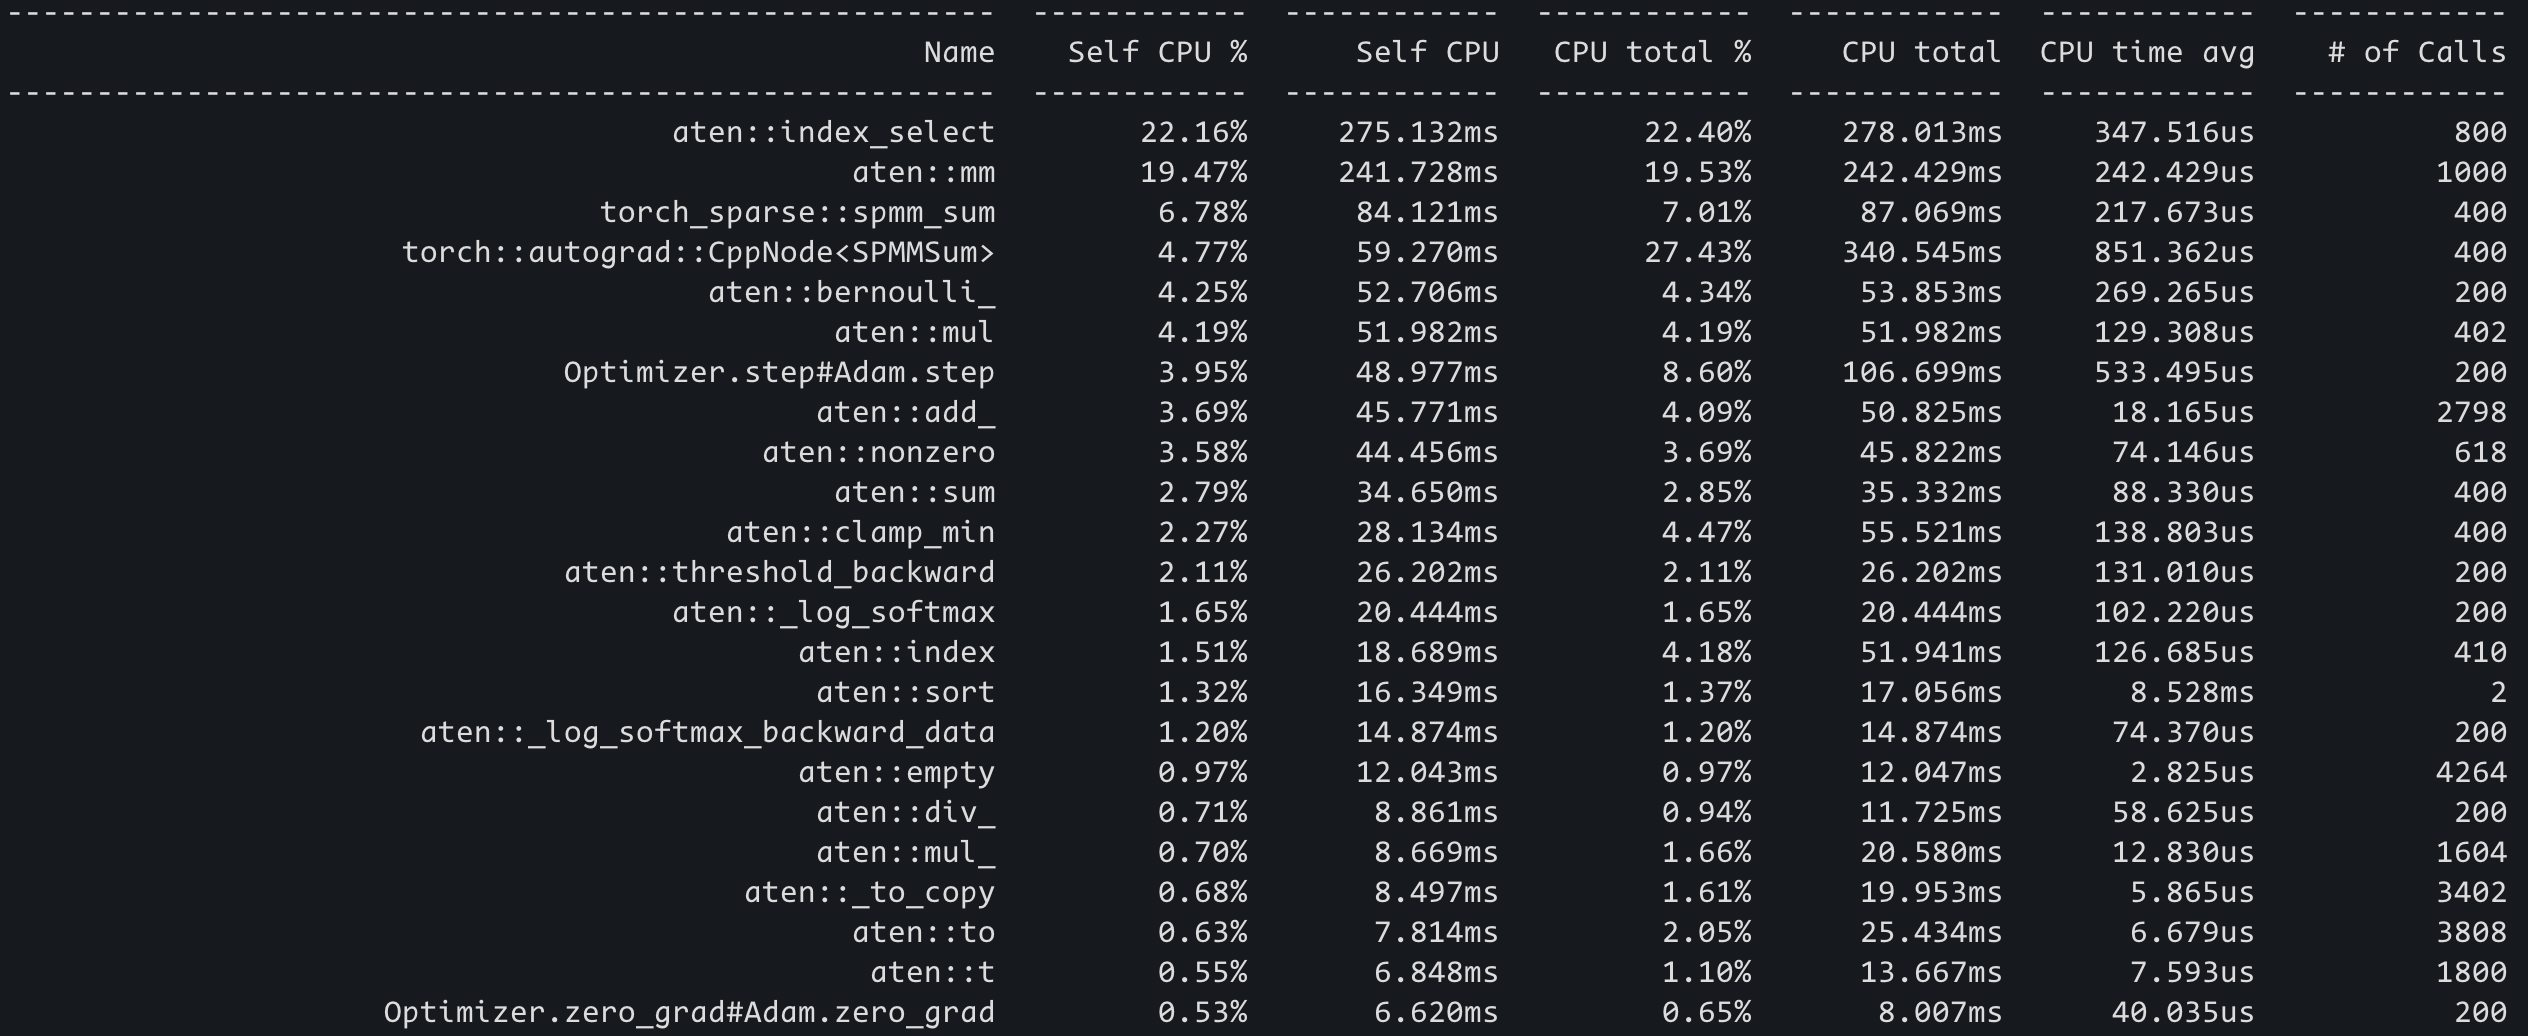 -------------------------------------------------------  ------------  ------------  ------------  ------------  ------------  ------------
Name  Self CPU %  Self CPU  CPU total %  CPU total  CPU time avg  # of Calls
-------------------------------------------------------  ------------  ------------  ------------  ------------  ------------  ------------
aten::index_select  22.16%  275.132ms  22.40%  278.013ms  347.516us  800
aten::mm  19.47%  241.728ms  19.53%  242.429ms  242.429us  1000
torch_sparse::spmm_sum  6.78%  84.121ms  7.01%  87.069ms  217.673us  400
torch::autograd::CppNode<SPMMSum>  4.77%  59.270ms  27.43%  340.545ms  851.362us  400
aten::bernoulli_  4.25%  52.706ms  4.34%  53.853ms  269.265us  200
aten::mul  4.19%  51.982ms  4.19%  51.982ms  129.308us  402
Optimizer.step#Adam.step  3.95%  48.977ms  8.60%  106.699ms  533.495us  200
aten::add_  3.69%  45.771ms  4.09%  50.825ms  18.165us  2798
aten::nonzero  3.58%  44.456ms  3.69%  45.822ms  74.146us  618
aten::sum  2.79%  34.650ms  2.85%  35.332ms  88.330us  400
aten::clamp_min  2.27%  28.134ms  4.47%  55.521ms  138.803us  400
aten::threshold_backward  2.11%  26.202ms  2.11%  26.202ms  131.010us  200
aten::_log_softmax  1.65%  20.444ms  1.65%  20.444ms  102.220us  200
aten::index  1.51%  18.689ms  4.18%  51.941ms  126.685us  410
aten::sort  1.32%  16.349ms  1.37%  17.056ms  8.528ms  2
aten::_log_softmax_backward_data  1.20%  14.874ms  1.20%  14.874ms  74.370us  200
aten::empty  0.97%  12.043ms  0.97%  12.047ms  2.825us  4264
aten::div_  0.71%  8.861ms  0.94%  11.725ms  58.625us  200
aten::mul_  0.70%  8.669ms  1.66%  20.580ms  12.830us  1604
aten::_to_copy  0.68%  8.497ms  1.61%  19.953ms  5.865us  3402
aten::to  0.63%  7.814ms  2.05%  25.434ms  6.679us  3808
aten::t  0.55%  6.848ms  1.10%  13.667ms  7.593us  1800
Optimizer.zero_grad#Adam.zero_grad  0.53%  6.620ms  0.65%  8.007ms  40.035us  200